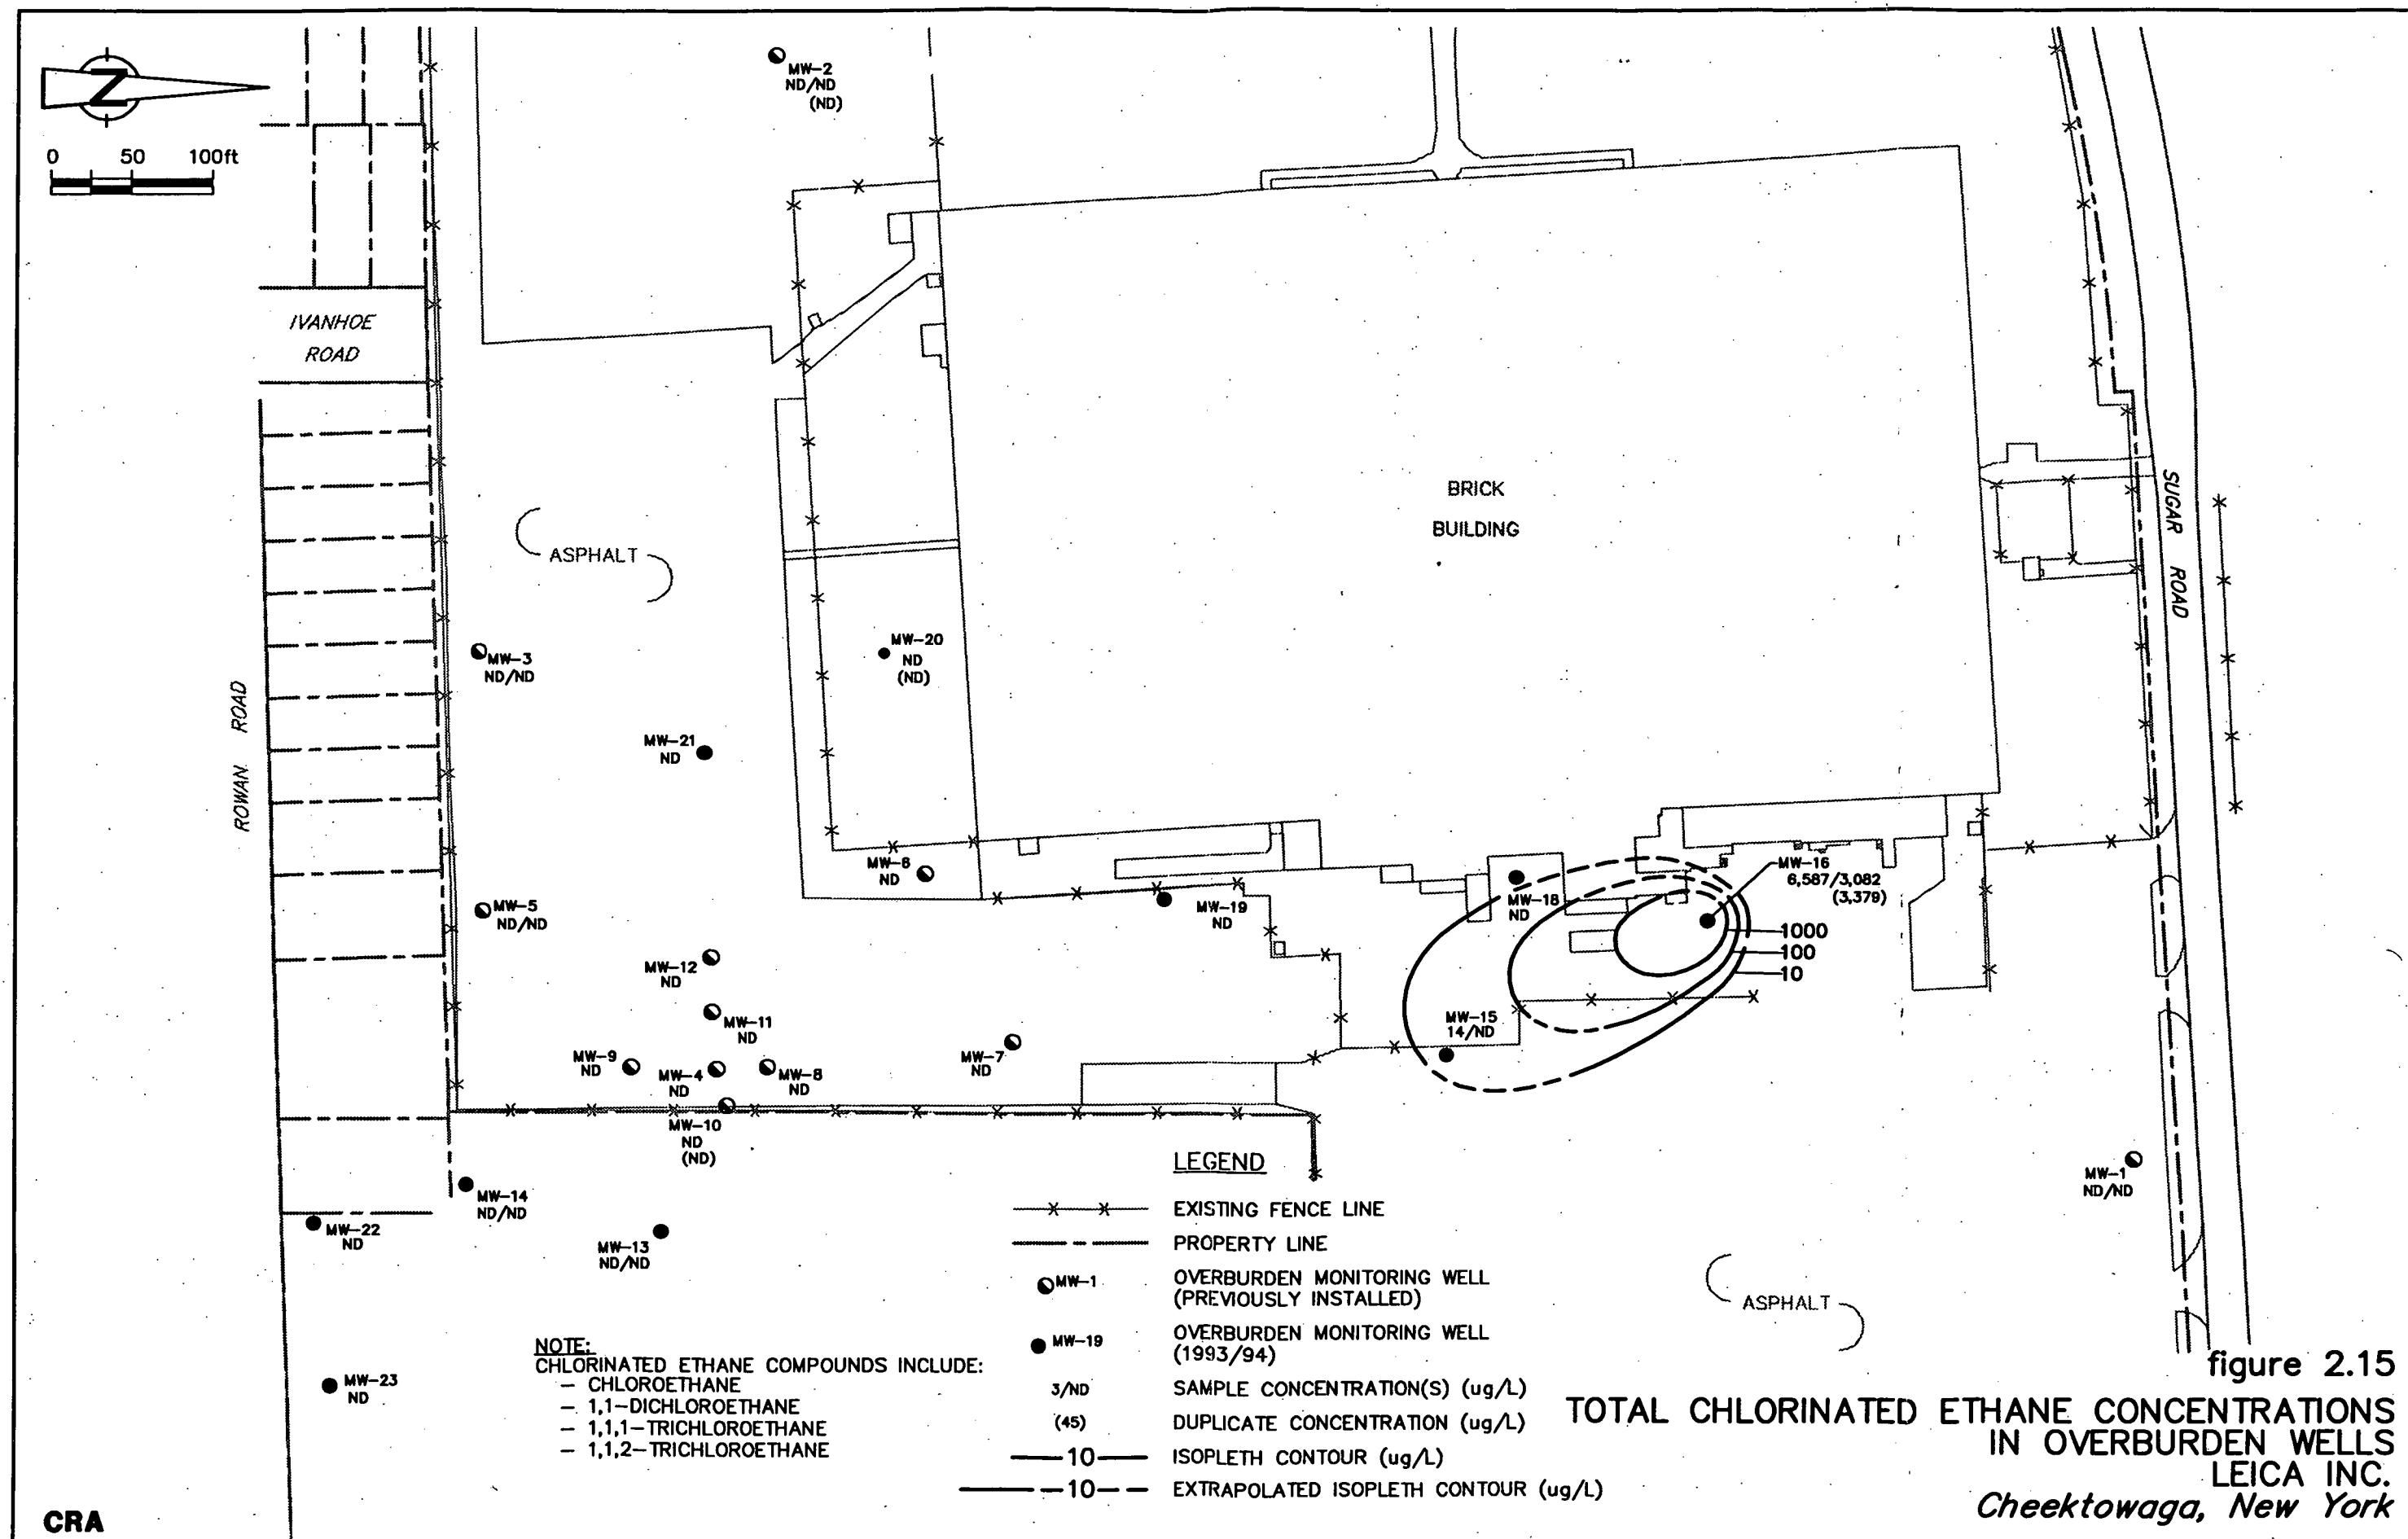 N
0 50 100ft
MW-2
ND/ND
(ND)
IVANHOE
ROAD
ASPHALT
BRICK
BUILDING
SUGAR ROAD
ROWAN ROAD
MW-20
ND
(ND)
MW-3
ND/ND
MW-21
ND
MW-6
ND
MW-16
6,587/3,082
(3,379)
MW-18
ND
MW-19
ND
MW-5
ND/ND
1000
100
10
MW-12
ND
MW-11
ND
MW-15
14/ND
MW-9
ND
MW-4
ND
MW-8
ND
MW-7
ND
MW-10
ND
(ND)
MW-1
ND/ND
MW-14
ND/ND
MW-22
ND
MW-13
ND/ND
MW-23
ND
ASPHALT
LEGEND
EXISTING FENCE LINE
PROPERTY LINE
MW-1 OVERBURDEN MONITORING WELL
(PREVIOUSLY INSTALLED)
MW-19 OVERBURDEN MONITORING WELL
(1993/94)
3/ND SAMPLE CONCENTRATION(S) (ug/L)
(45) DUPLICATE CONCENTRATION (ug/L)
10 ISOPLETH CONTOUR (ug/L)
10 EXTRAPOLATED ISOPLETH CONTOUR (ug/L)
NOTE:
CHLORINATED ETHANE COMPOUNDS INCLUDE:
- CHLOROETHANE
- 1,1-DICHLOROETHANE
- 1,1,1-TRICHLOROETHANE
- 1,1,2-TRICHLOROETHANE
figure 2.15
TOTAL CHLORINATED ETHANE CONCENTRATIONS
IN OVERBURDEN WELLS
LEICA INC.
Cheektowaga, New York
CRA